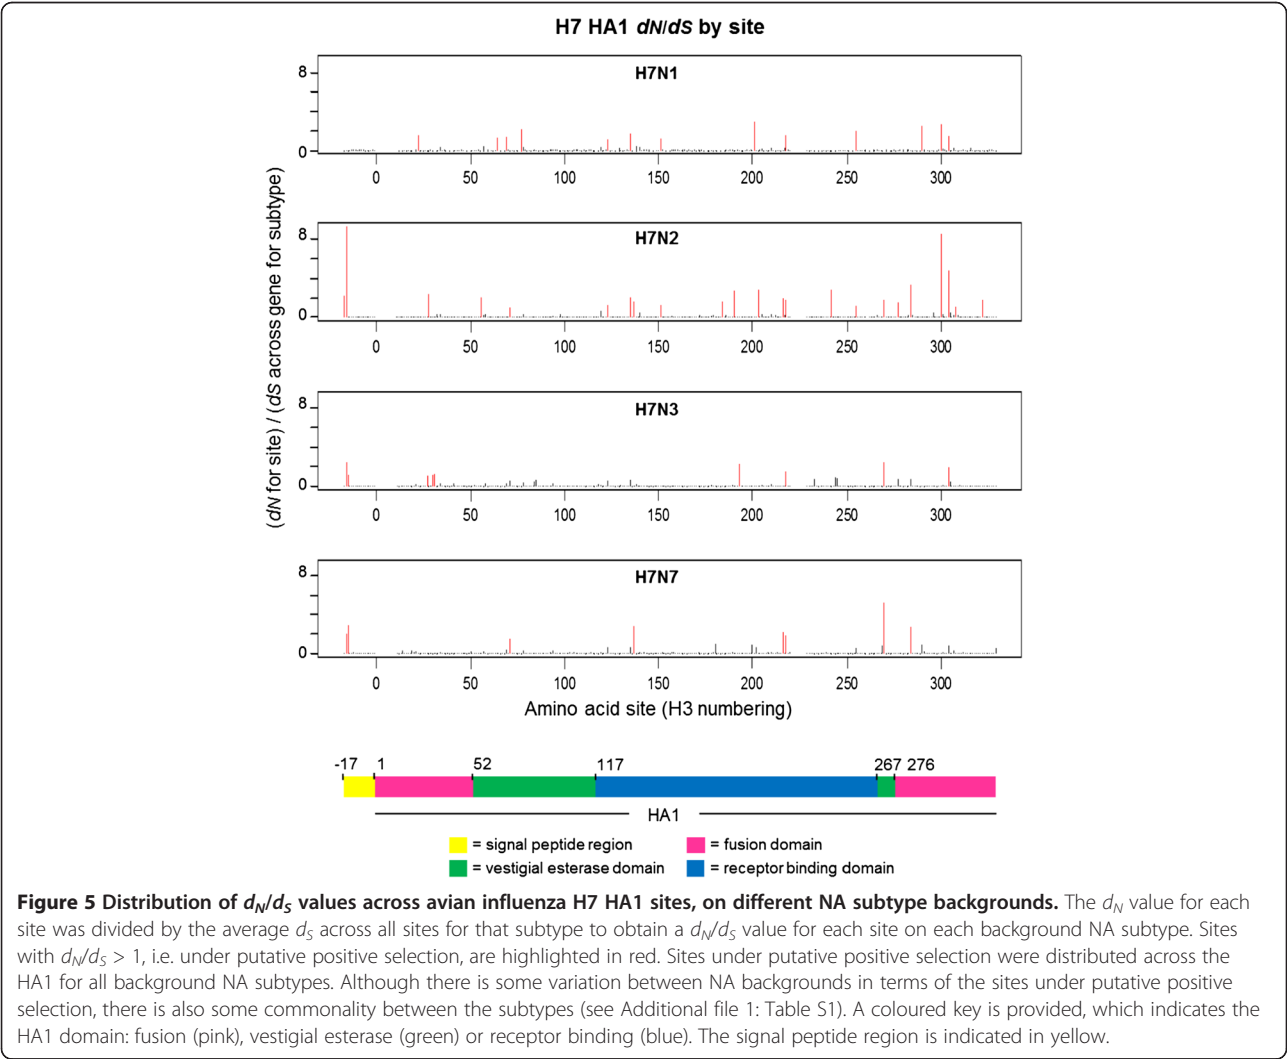 H7 HA1 dN/dS by site
(dN for site) / (dS across gene for subtype)
H7N1
8
0
0 50 100 150 200 250 300
H7N2
8
0
0 50 100 150 200 250 300
H7N3
8
0
0 50 100 150 200 250 300
H7N7
8
0
0 50 100 150 200 250 300
Amino acid site (H3 numbering)
-17 1 52 117 267 276
HA1
= signal peptide region = fusion domain
= vestigial esterase domain = receptor binding domain
Figure 5 Distribution of dN/dS values across avian influenza H7 HA1 sites, on different NA subtype backgrounds. The dN value for each
site was divided by the average dS across all sites for that subtype to obtain a dN/dS value for each site on each background NA subtype. Sites
with dN/dS > 1, i.e. under putative positive selection, are highlighted in red. Sites under putative positive selection were distributed across the
HA1 for all background NA subtypes. Although there is some variation between NA backgrounds in terms of the sites under putative positive
selection, there is also some commonality between the subtypes (see Additional file 1: Table S1). A coloured key is provided, which indicates the
HA1 domain: fusion (pink), vestigial esterase (green) or receptor binding (blue). The signal peptide region is indicated in yellow.